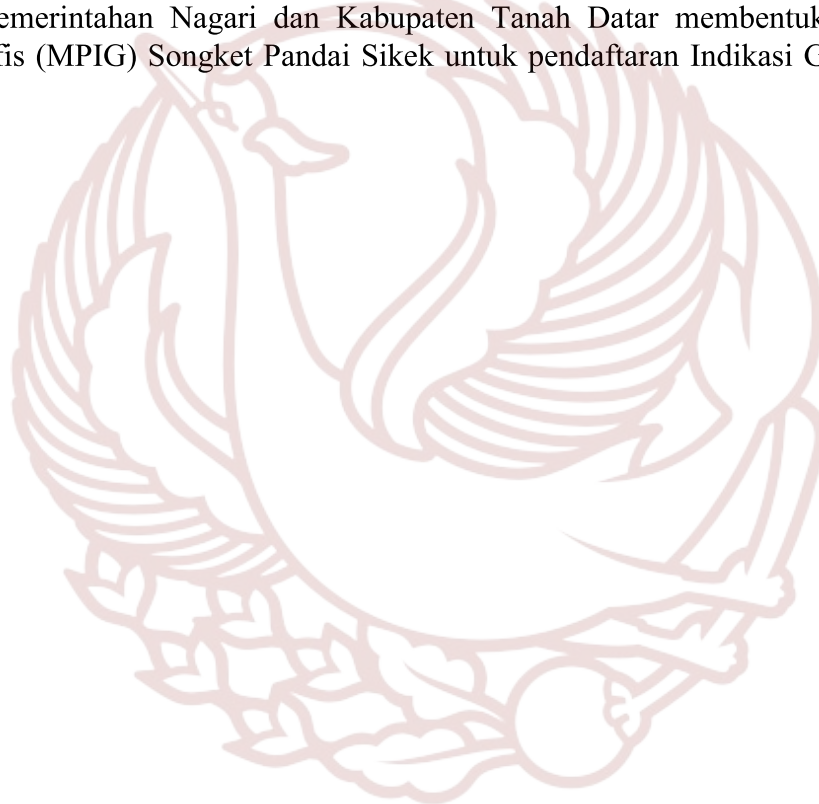 emerintahan Nagari dan Kabupaten Tanah Datar membentuk
fis (MPIG) Songket Pandai Sikek untuk pendaftaran Indikasi G